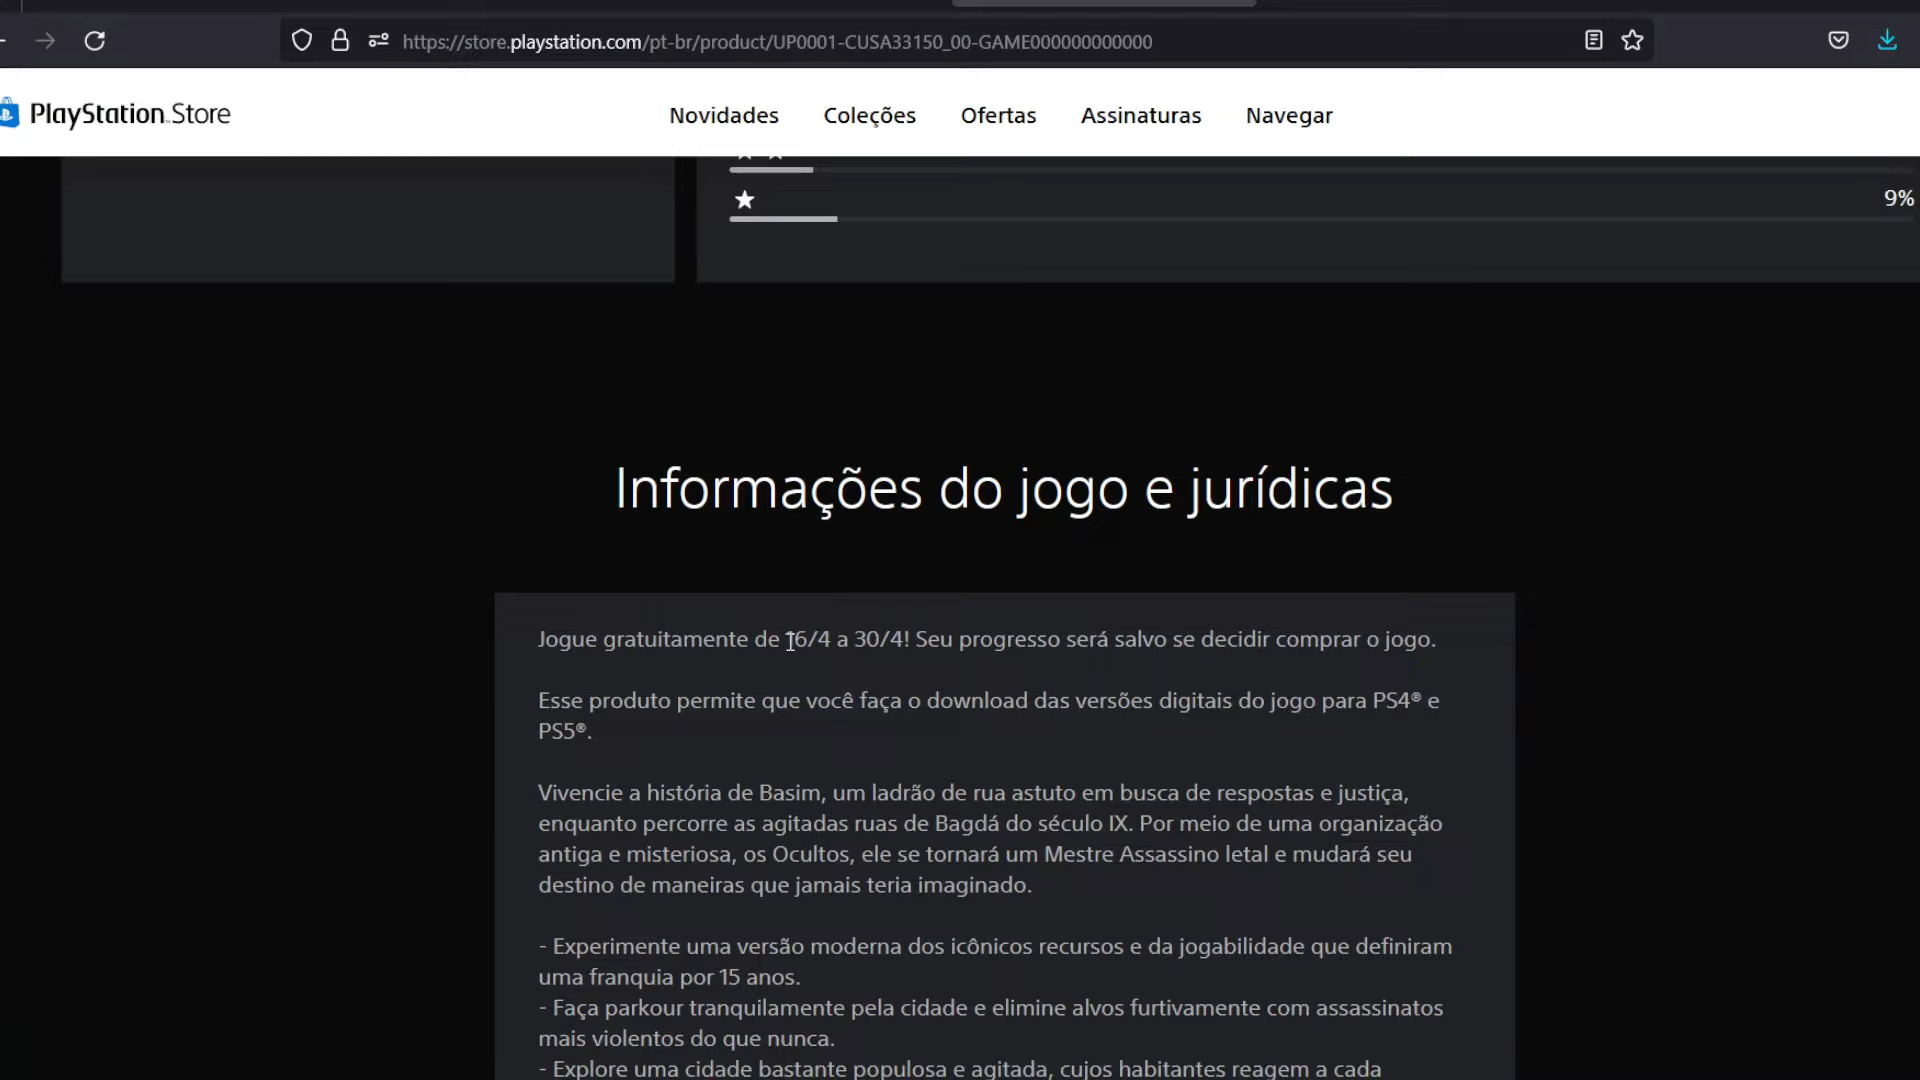 https://store.playstation.com/pt-br/product/UP0001-CUSA33150_00-GAME000000000000
PlayStation Store
Novidades Coleções Ofertas Assinaturas Navegar
9%
Informações do jogo e jurídicas
Jogue gratuitamente de 16/4 a 30/4! Seu progresso será salvo se decidir comprar o jogo.
Esse produto permite que você faça o download das versões digitais do jogo para PS4® e
PS5®.
Vivencie a história de Basim, um ladrão de rua astuto em busca de respostas e justiça,
enquanto percorre as agitadas ruas de Bagdá do século IX. Por meio de uma organização
antiga e misteriosa, os Ocultos, ele se tornará um Mestre Assassino letal e mudará seu
destino de maneiras que jamais teria imaginado.
- Experimente uma versão moderna dos icônicos recursos e da jogabilidade que definiram
uma franquia por 15 anos.
- Faça parkour tranquilamente pela cidade e elimine alvos furtivamente com assassinatos
mais violentos do que nunca.
- Explore uma cidade bastante populosa e agitada, cujos habitantes reagem a cada